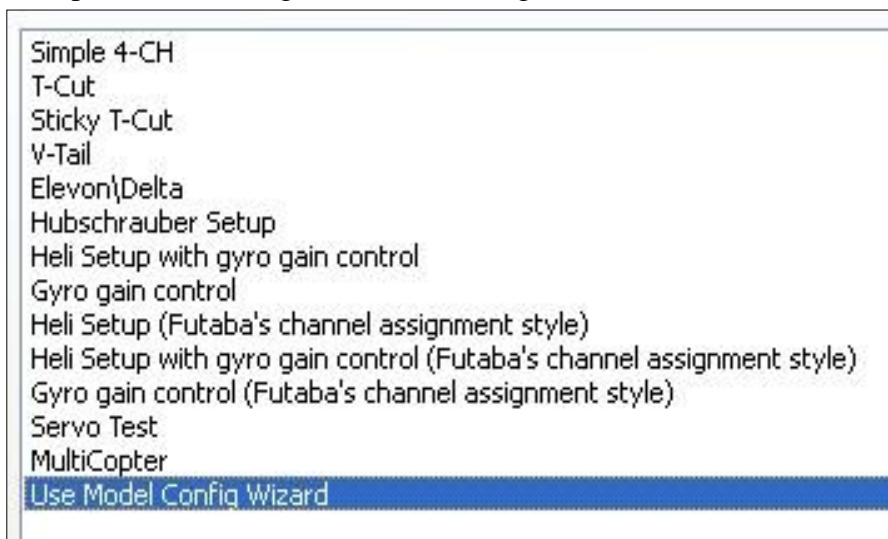 Simple 4-CH
T-Cut
Sticky T-Cut
V-Tail
Elevon\Delta
Hubschrauber Setup
Heli Setup with gyro gain control
Gyro gain control
Heli Setup (Futaba's channel assignment style)
Heli Setup with gyro gain control (Futaba's channel assignment style)
Gyro gain control (Futaba's channel assignment style)
Servo Test
MultiCopter
Use Model Config Wizard